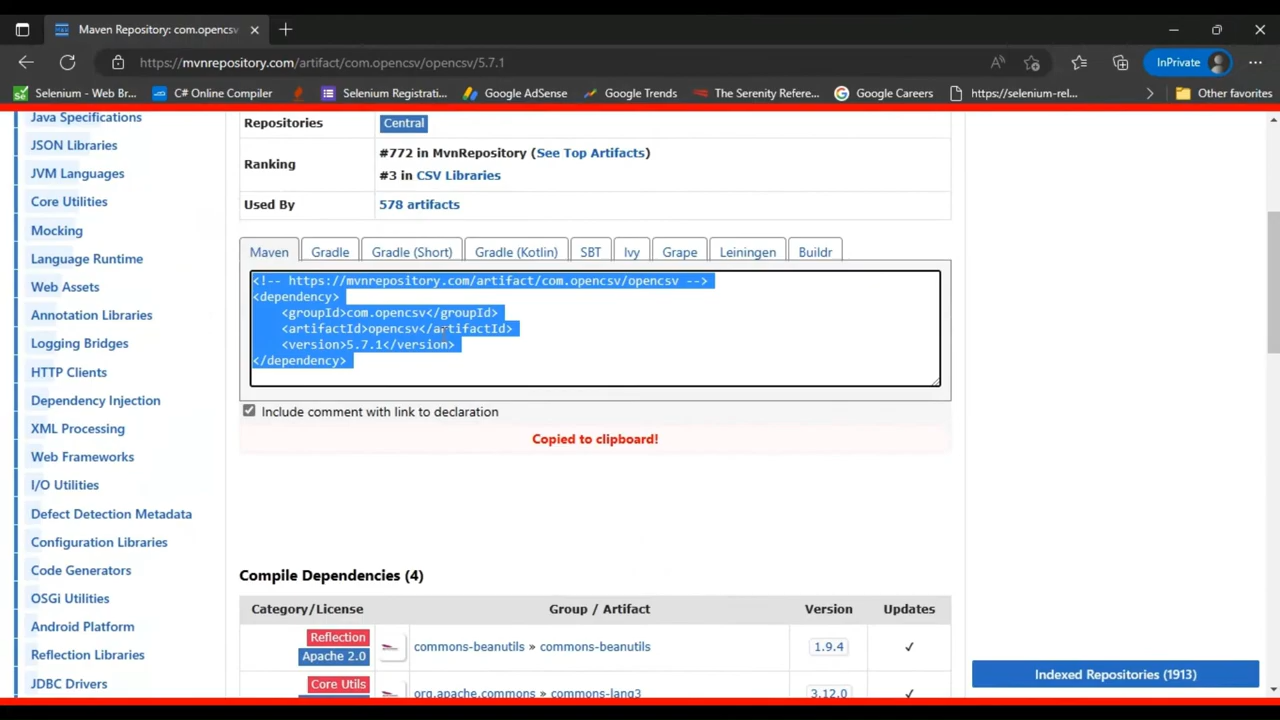 Maven Repository: com.opencsv
https://mvnrepository.com/artifact/com.opencsv/opencsv/5.7.1
InPrivate
Selenium - Web Br...
C# Online Compiler
Selenium Registrati...
Google AdSense
Google Trends
The Serenity Refere...
Google Careers
https://selenium-rel...
Other favorites
Java Specifications
JSON Libraries
JVM Languages
Core Utilities
Mocking
Language Runtime
Web Assets
Annotation Libraries
Logging Bridges
HTTP Clients
Dependency Injection
XML Processing
Web Frameworks
I/O Utilities
Defect Detection Metadata
Configuration Libraries
Code Generators
OSGi Utilities
Android Platform
Reflection Libraries
JDBC Drivers
Repositories Central
Ranking #772 in MvnRepository (See Top Artifacts)
#3 in CSV Libraries
Used By 578 artifacts
Maven Gradle Gradle (Short) Gradle (Kotlin) SBT Ivy Grape Leiningen Buildr
<!-- https://mvnrepository.com/artifact/com.opencsv/opencsv -->
<dependency>
<groupId>com.opencsv</groupId>
<artifactId>opencsv</artifactId>
<version>5.7.1</version>
</dependency>
Include comment with link to declaration
Copied to clipboard!
Compile Dependencies (4)
Category/License Group / Artifact Version Updates
Reflection
Apache 2.0
commons-beanutils » commons-beanutils 1.9.4 ✓
Core Utils
org.apache.commons » commons-lang3 3.12.0 ✓
Indexed Repositories (1913)